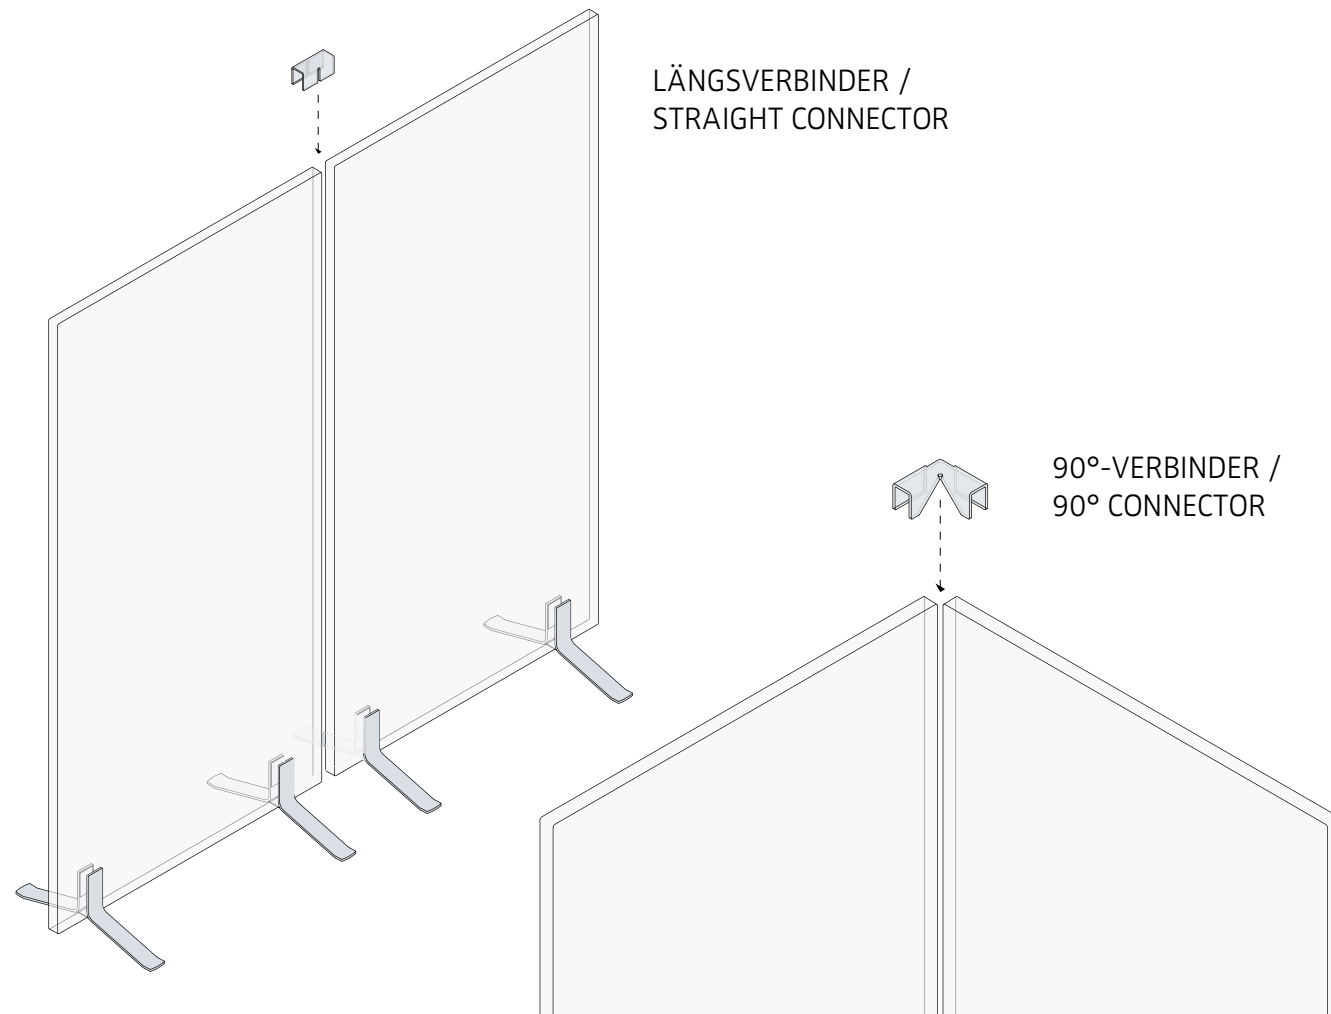 LÄNGSVERBINDER /
STRAIGHT CONNECTOR
90°-VERBINDER /
90° CONNECTOR